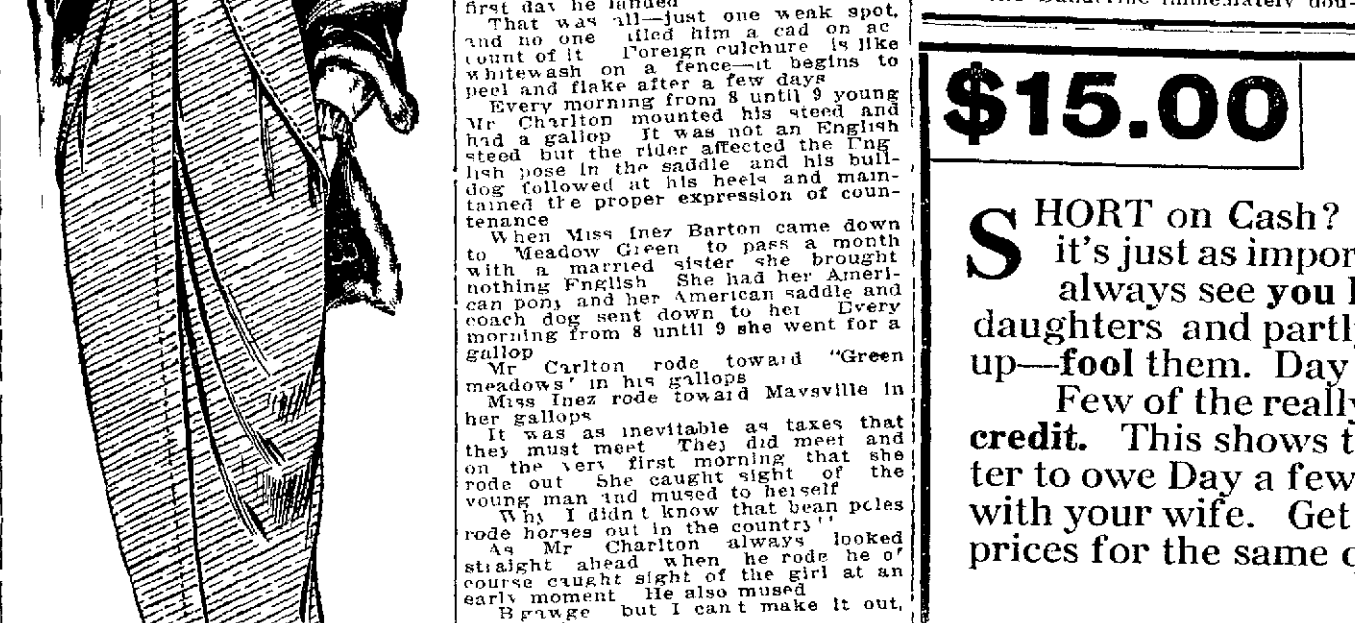 first day he landed
That was all—just one weak spot,
and no one him a cad on ac
count of it Foreign culchure is like
whitewash on a fence—it begins to
peel and flake after a few days
Every morning from 8 until 9 young
Mr Charlton mounted his steed and
had a gallop It was not an English
steed but the rider affected the Eng
lish pose in the saddle and his bull-
dog followed at his heels and main-
tained the proper expression of coun-
tenance
When Miss Inez Barton came down
to Meadow Green to pass a month
with a married sister she brought
nothing English She had her Ameri-
can pony and her American saddle and
coach dog sent down to her Every
morning from 8 until 9 she went for a
gallop
Mr Carlton rode toward "Green
meadows' in his gallops
Miss Inez rode toward Maysville in
her gallops
It was as inevitable as taxes that
they must meet They did meet and
on the very first morning that she
rode out She caught sight of the
young man and mused to herself
Why I didn t know that bean poles
rode horses out in the country"
As Mr Charlton always looked
straight ahead when he rode he of
course caught sight of the girl at an
early moment He also mused
but I can t make it out,
$15.00
SHORT on Cash?
it's just as impor
always see you
daughters and partl
up—fool them. Day
Few of the really
credit. This shows t
ter to owe Day a few
with your wife. Get
prices for the same q